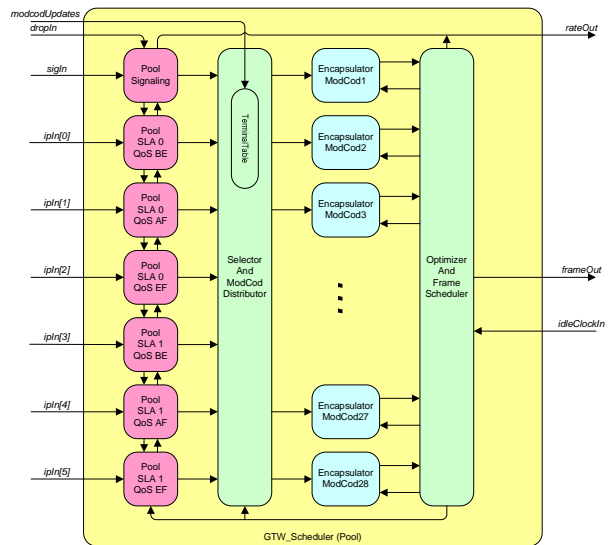 modcodUpdates
dropIn
rateOut
sigIn
Pool
Signaling
Encapsulator
ModCod1
TerminalTable
ipIn[0]
Pool
SLA 0
QoS BE
Encapsulator
ModCod2
ipIn[1]
Pool
SLA 0
QoS AF
Encapsulator
ModCod3
ipIn[2]
Pool
SLA 0
QoS EF
Selector
And
ModCod
Distributor
Optimizer
And
Frame
Scheduler
frameOut
idleClockIn
ipIn[3]
Pool
SLA 1
QoS BE
ipIn[4]
Pool
SLA 1
QoS AF
Encapsulator
ModCod27
ipIn[5]
Pool
SLA 1
QoS EF
Encapsulator
ModCod28
GTW_Scheduler (Pool)